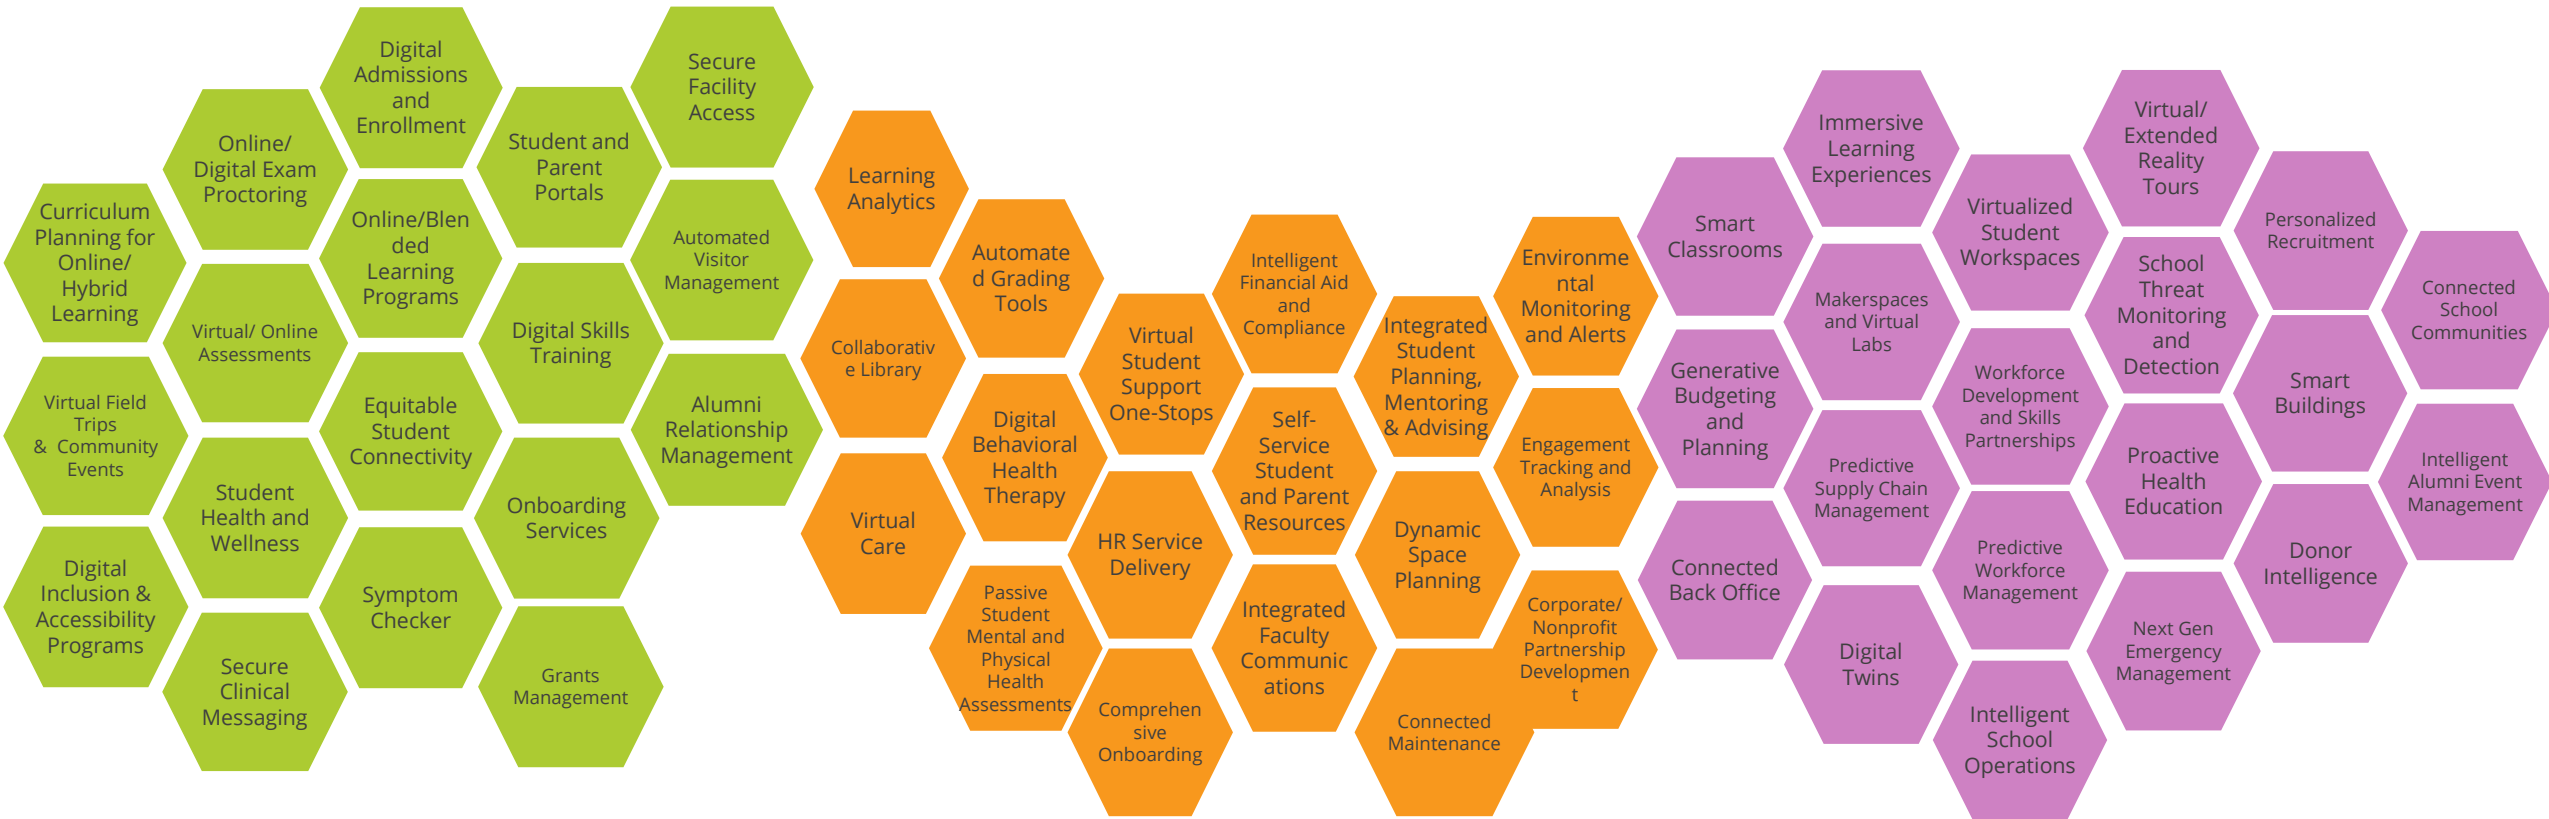 Curriculum
Planning for
Online/
Hybrid
Learning
Virtual Field
Trips
& Community
Events
Digital
Inclusion &
Accessibility
Programs
Online/
Digital Exam
Proctoring
Virtual/ Online
Assessments
Student
Health and
Wellness
Secure
Clinical
Messaging
Digital
Admissions
and
Enrollment
Online/Blen
ded
Learning
Programs
Equitable
Student
Connectivity
Symptom
Checker
Student and
Parent
Portals
Digital Skills
Training
Onboarding
Services
Grants
Management
Secure
Facility
Access
Automated
Visitor
Management
Alumni
Relationship
Management
Learning
Analytics
Collaborativ
e Library
Virtual
Care
Automate
d Grading
Tools
Digital
Behavioral
Health
Therapy
Passive
Student
Mental and
Physical
Health
Assessments
Virtual
Student
Support
One-Stops
HR Service
Delivery
Comprehen
sive
Onboarding
Intelligent
Financial Aid
and
Compliance
Self-
Service
Student
and Parent
Resources
Integrated
Faculty
Communic
ations
Integrated
Student
Planning,
Mentoring
& Advising
Dynamic
Space
Planning
Connected
Maintenance
Environme
ntal
Monitoring
and Alerts
Engagement
Tracking and
Analysis
Corporate/
Nonprofit
Partnership
Developmen
t
Smart
Classrooms
Generative
Budgeting
and
Planning
Connected
Back Office
Immersive
Learning
Experiences
Makerspaces
and Virtual
Labs
Predictive
Supply Chain
Management
Digital
Twins
Virtualized
Student
Workspaces
Workforce
Development
and Skills
Partnerships
Predictive
Workforce
Management
Intelligent
School
Operations
Virtual/
Extended
Reality
Tours
School
Threat
Monitoring
and
Detection
Proactive
Health
Education
Next Gen
Emergency
Management
Personalized
Recruitment
Smart
Buildings
Donor
Intelligence
Connected
School
Communities
Intelligent
Alumni Event
Management